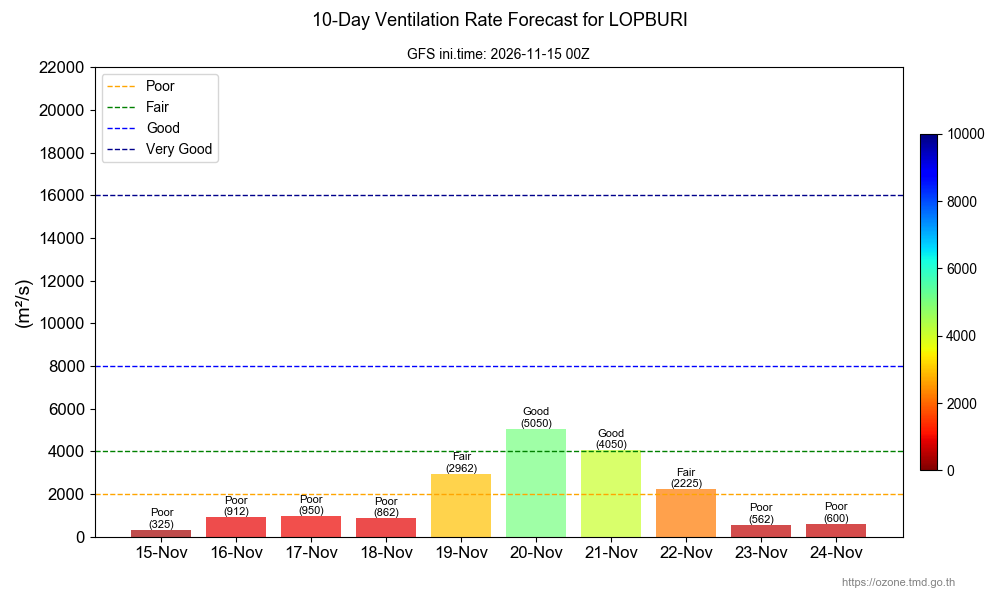 10-Day Ventilation Rate Forecast for LOPBURI
GFS ini.time: 2026-11-15 00Z
22000
20000
18000
16000
14000
12000
10000
8000
6000
4000
2000
0
(m²/s)
Poor
Fair
Good
Very Good
Poor
(325)
Poor
(912)
Poor
(950)
Poor
(862)
Fair
(2962)
Good
(5050)
Good
(4050)
Fair
(2225)
Poor
(562)
Poor
(600)
15-Nov
16-Nov
17-Nov
18-Nov
19-Nov
20-Nov
21-Nov
22-Nov
23-Nov
24-Nov
10000
8000
6000
4000
2000
0
https://ozone.tmd.go.th